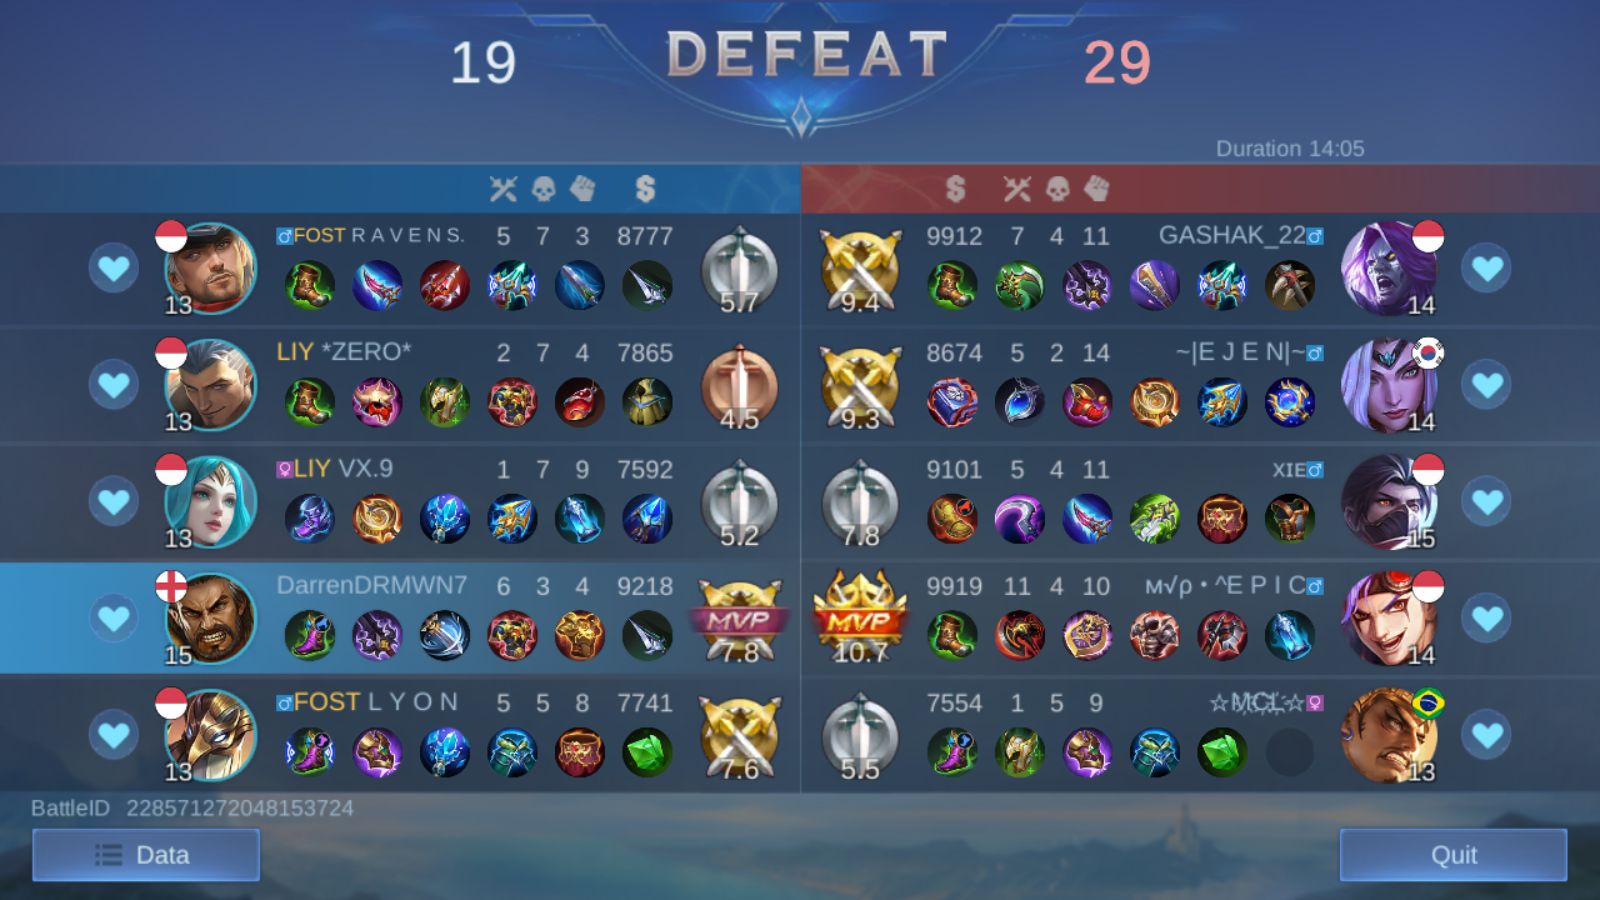 19 DEFEAT 29
Duration 14:05
♂FOST R A V E N S. 5 7 3 8777
13 5.7
9912 7 4 11 GASHAK_22♂
9.4 14
LIY *ZERO* 2 7 4 7865
13 4.5
8674 5 2 14 ~|E J E N|~♂
9.3 14
♀LIY VX.9 1 7 9 7592
13 5.2
9101 5 4 11 XIE♂
7.8 15
DarrenDRMWN7 6 3 4 9218
15 MVP 7.8
9919 11 4 10 м√ρ • ^E P I C♂
MVP 10.7 14
♂FOST L Y O N 5 5 8 7741
13 7.6
7554 1 5 9 ☆MCL☆♀
5.5 13
BattleID 228571272048153724
Data
Quit